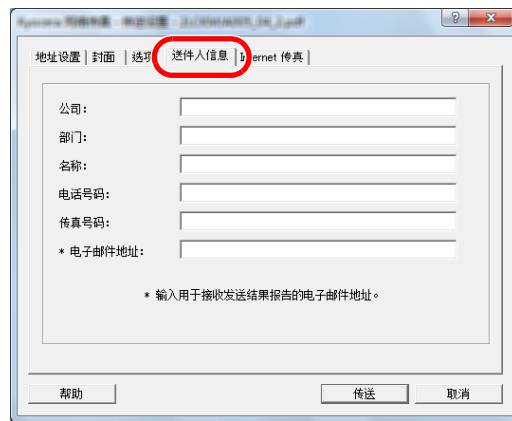 地址设置 封面 选项 送件人信息 Internet 传真
公司：
部门：
名称：
电话号码：
传真号码：
* 电子邮件地址：
* 输入用于接收发送结果报告的电子邮件地址。
帮助 传送 取消